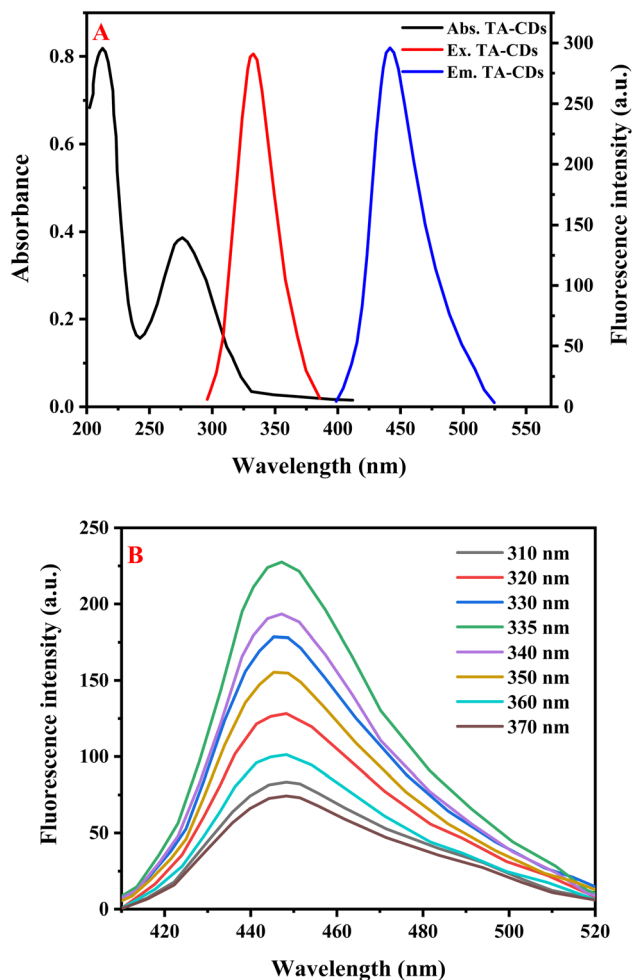 A
Abs. TA-CDs
Ex. TA-CDs
Em. TA-CDs
0.8
0.6
0.4
0.2
0.0
Absorbance
300
250
200
150
100
50
0
Fluorescence intensity (a.u.)
200 250 300 350 400 450 500 550
Wavelength (nm)
B
310 nm
320 nm
330 nm
335 nm
340 nm
350 nm
360 nm
370 nm
250
200
150
100
50
0
Fluorescence intensity (a.u.)
420 440 460 480 500 520
Wavelength (nm)